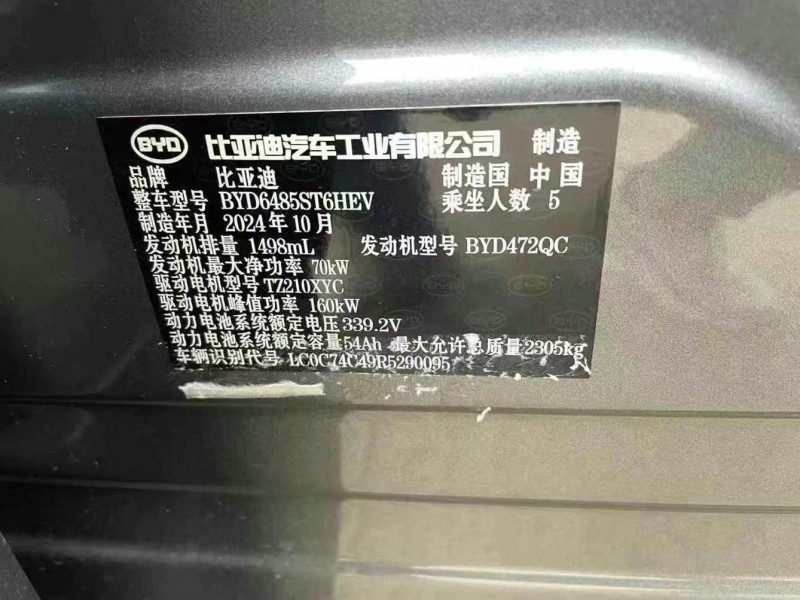 BYD 比亚迪汽车工业有限公司 制造
品牌 比亚迪 制造国 中国
整车型号 BYD6485ST6HEV 乘坐人数 5
制造年月 2024年10月
发动机排量 1498mL 发动机型号 BYD472QC
发动机最大净功率 70kW
驱动电机型号 TZ210XYC
驱动电机峰值功率 160kW
动力电池系统额定电压 339.2V
动力电池系统额定容量 54Ah 最大允许总质量 2305kg
车辆识别代号 LC0C74C49R5290095